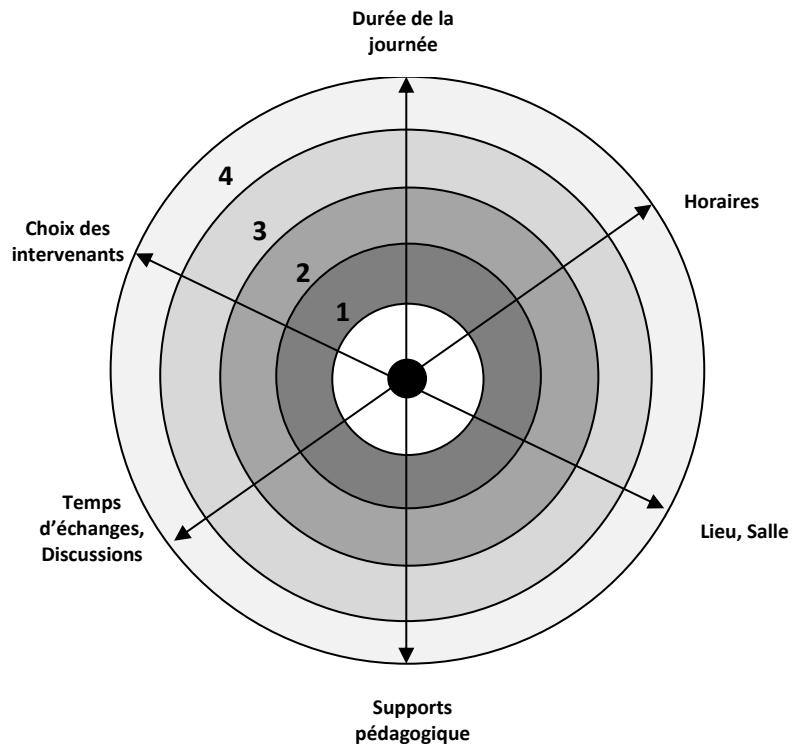 Durée de la
journée
4
Horaires
Choix des
intervenants
3
2
1
Temps
d’échanges,
Discussions
Lieu, Salle
Supports
pédagogique